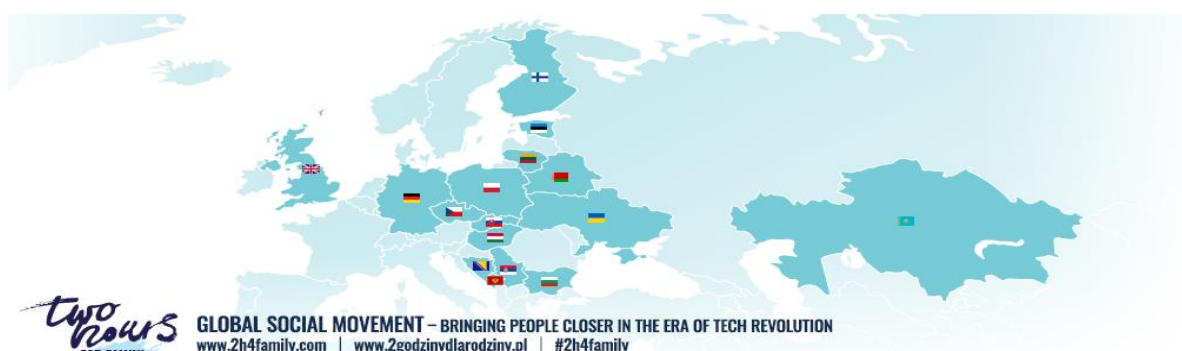 two
hours
GLOBAL SOCIAL MOVEMENT – BRINGING PEOPLE CLOSER IN THE ERA OF TECH REVOLUTION
www.2h4family.com | www.2godzinydlarodziny.pl | #2h4family